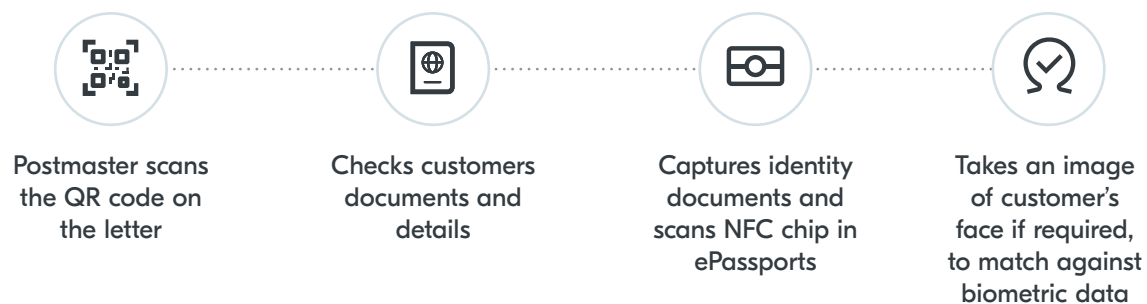 Postmaster scans
the QR code on
the letter
Checks customers
documents and
details
Captures identity
documents and
scans NFC chip in
ePassports
Takes an image
of customer's
face if required,
to match against
biometric data